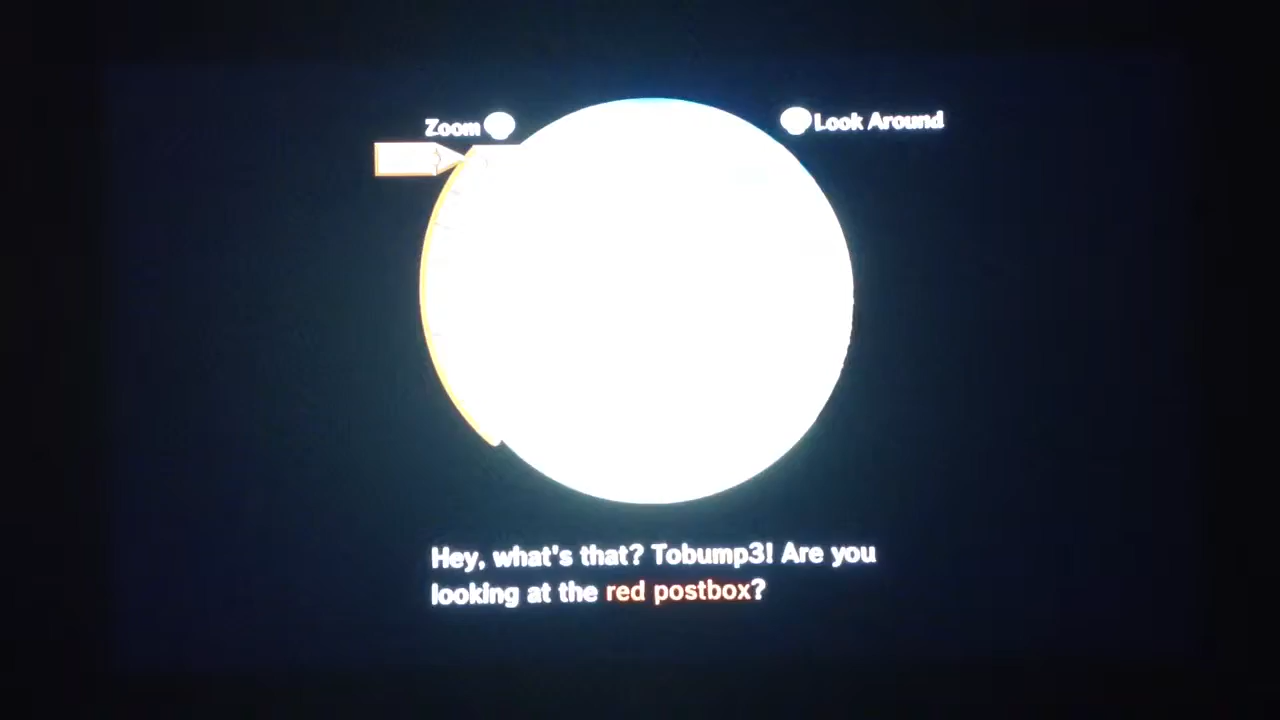 Zoom
Look Around
Hey, what's that? Tobump3! Are you
looking at the red postbox?